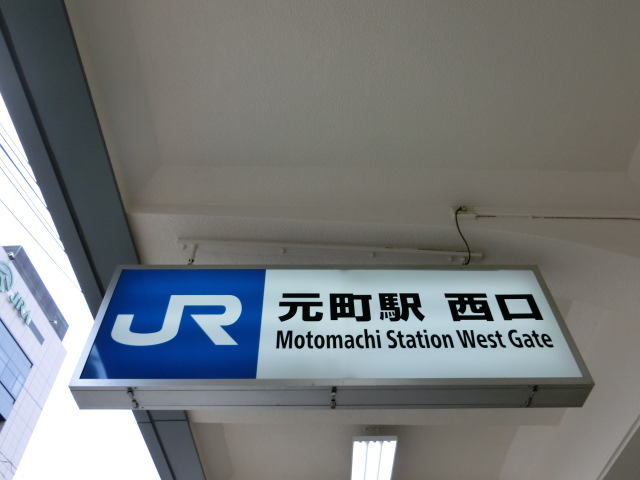 JR
元町駅 西口
Motomachi Station West Gate
JRA